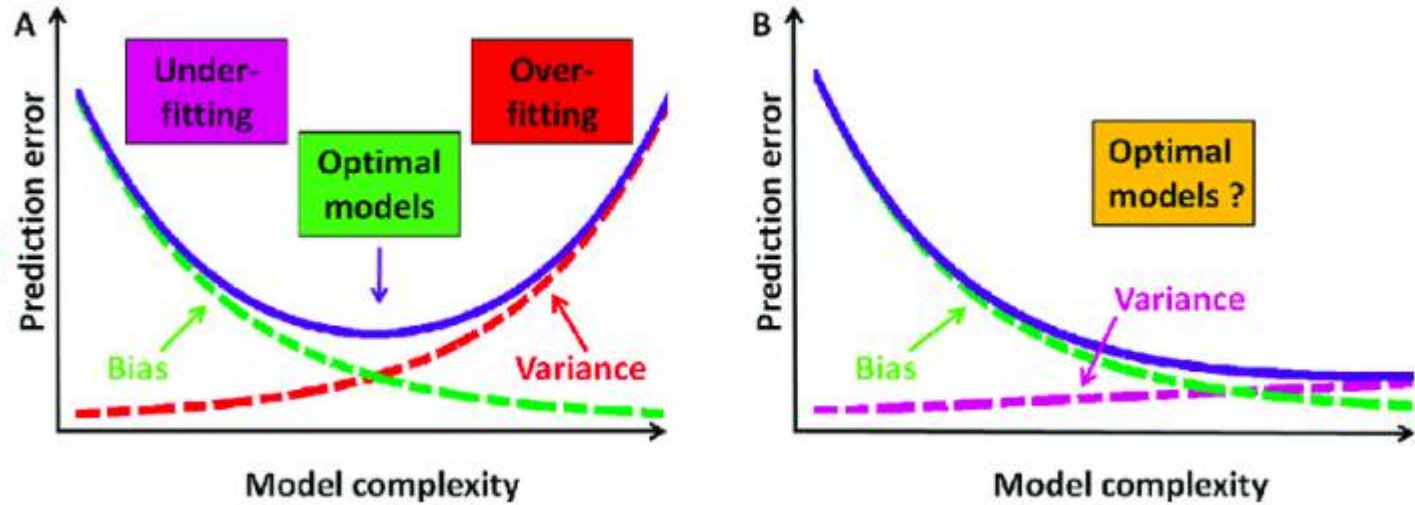 A
Prediction error
Under-
fitting
Over-
fitting
Optimal
models
Bias
Variance
Model complexity
B
Prediction error
Optimal
models ?
Variance
Bias
Model complexity